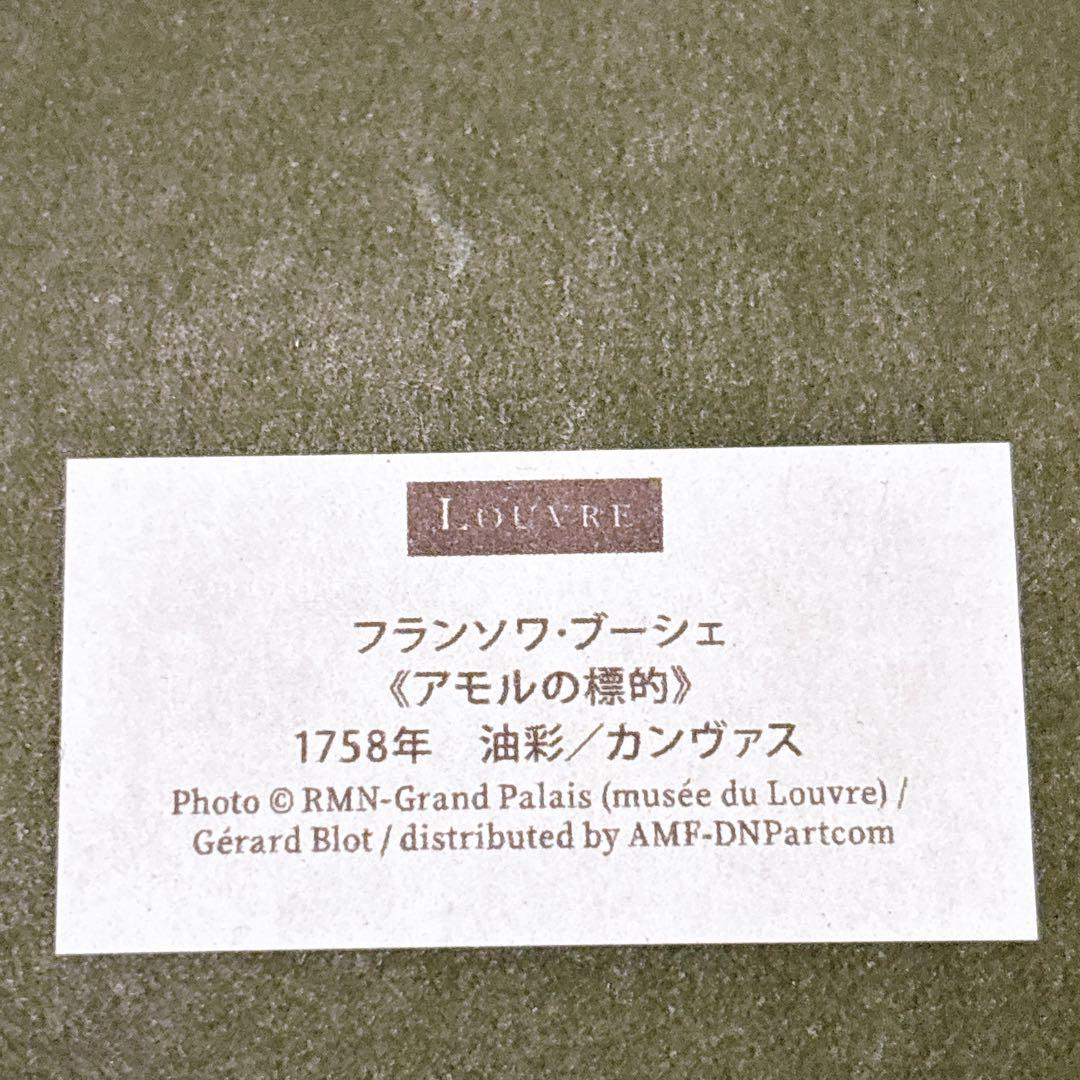 LOUVRE
フランソワ・ブーシェ
《アモルの標的》
1758年　油彩／カンヴァス
Photo © RMN-Grand Palais (musée du Louvre) /
Gérard Blot / distributed by AMF-DNPartcom